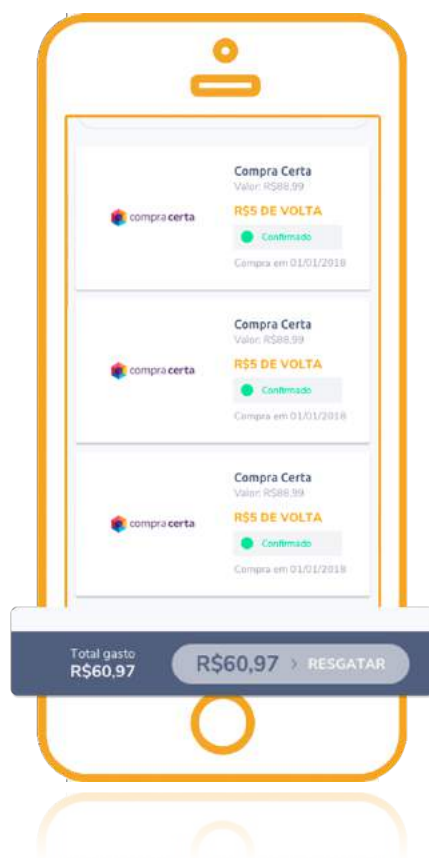 compra certa
Compra Certa
Valor: R$88,99
R$5 DE VOLTA
Confirmado
Compra em 01/01/2018
compra certa
Compra Certa
Valor: R$88,99
R$5 DE VOLTA
Confirmado
Compra em 01/01/2018
compra certa
Compra Certa
Valor: R$88,99
R$5 DE VOLTA
Confirmado
Compra em 01/01/2018
Total gasto
R$60,97
R$60,97 > RESGATAR